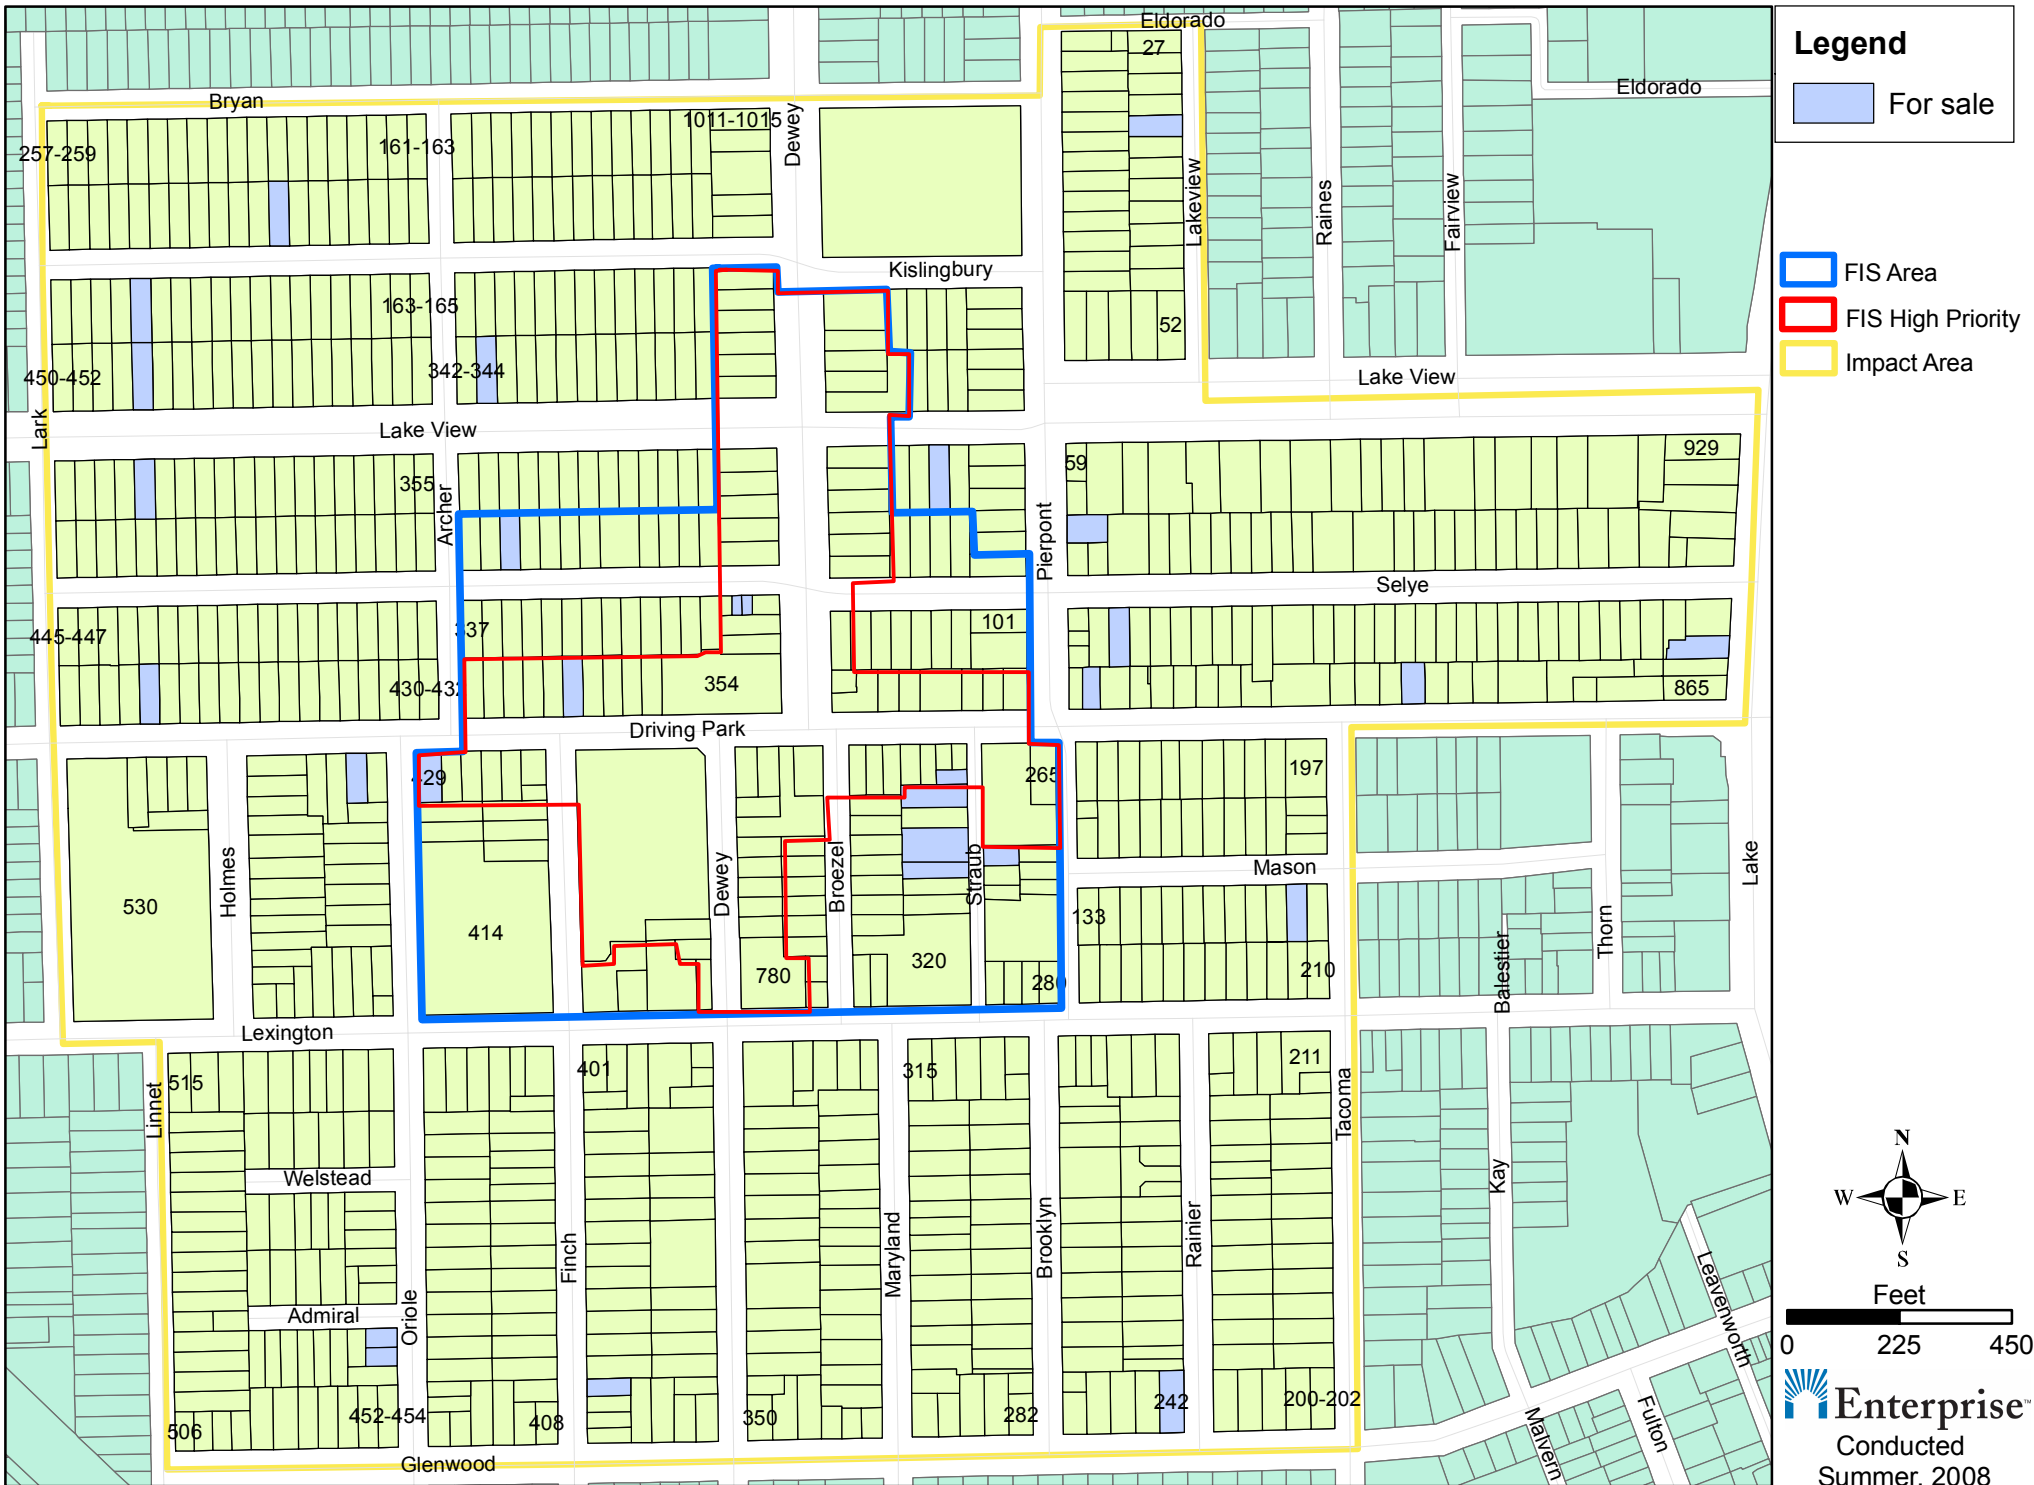 Eldorado
27
Legend
For sale
Bryan
1011-1015
Dewey
Eldorado
257-259
161-163
Lakeview
Raines
Fairview
Kislingbury
FIS Area
FIS High Priority
Impact Area
163-165
52
450-452
342-344
Lake View
Lark
Lake View
59
929
355
Archer
Pierpont
Selye
445-447
337
101
430-432
354
865
Driving Park
429
265
197
Holmes
Dewey
Broezel
Straub
Mason
Lake
530
414
133
Thorn
Balestier
780
320
280
210
Lexington
515
401
315
211
Linnet
Tacoma
Welstead
Kay
N
W E
S
Finch
Maryland
Brooklyn
Rainier
Leavenworth
Admiral
Oriole
Feet
0 225 450
506
452-454
408
350
282
242
200-202
Malvern
Fulton
Glenwood
Enterprise™
Conducted
Summer, 2008